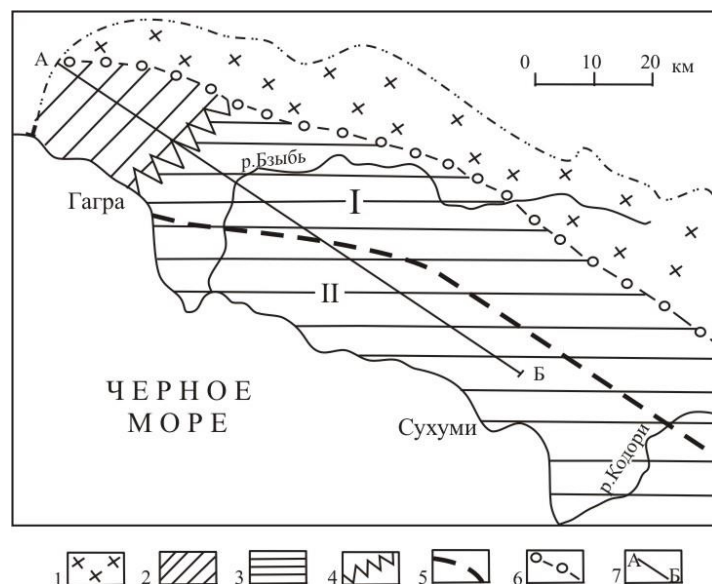 А
0 10 20 км
р.Бзыбь
Гагра
I
II
Б
ЧЕРНОЕ
МОРЕ
Сухуми
р.Кодори
1 2 3 4 5 6 7 А Б